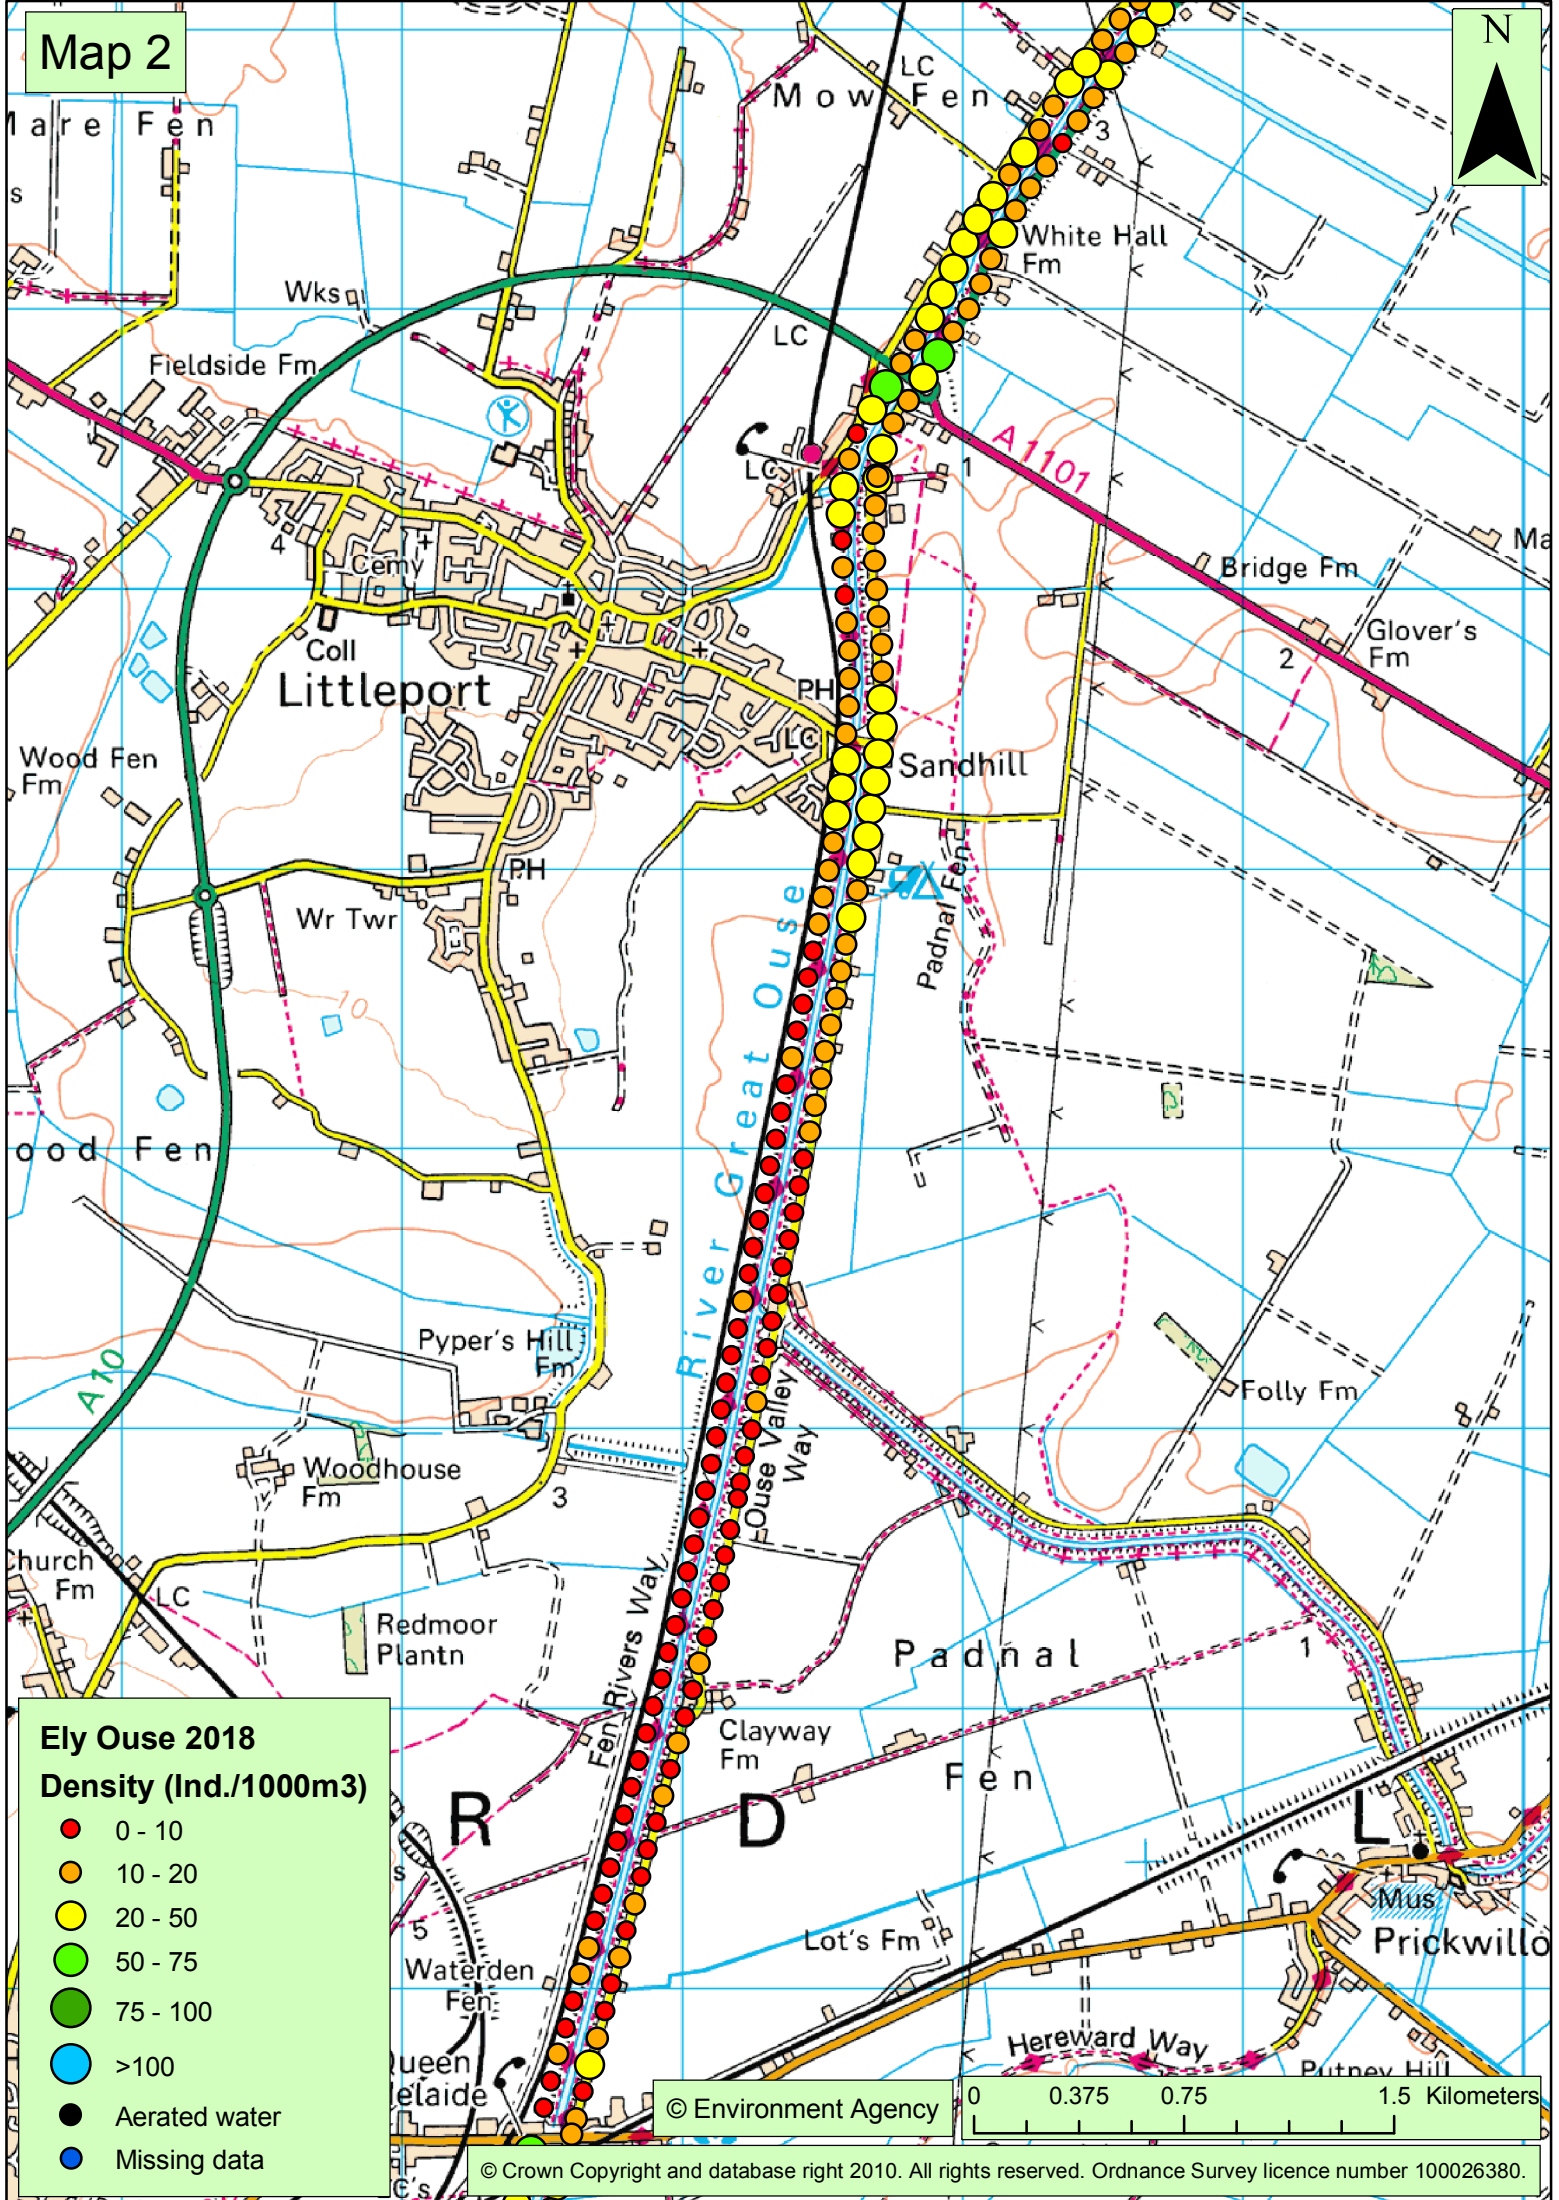 Map 2
N
LC
Mow Fen
Mare Fen
s
3
White Hall
Fm
Wks
LC
Fieldside Fm
A1101
LC
1
4
Cemy
Bridge Fm
Ma
Glover's
Fm
2
Coll
Littleport
PH
LC
Sandhill
Wood Fen
Fm
PH
Padnal Fen
Wr Twr
10
River Great Ouse
ood Fen
Pyper's Hill
Fm
A10
Folly Fm
Ouse Valley
Way
Woodhouse
Fm
3
Church
Fm
LC
Fen Rivers Way
Redmoor
Plantn
Padnal
1
Clayway
Fm
Fen
R
D
L
s
5
Mus
Lot's Fm
Prickwillo
Waterden
Fen
Hereward Way
Putney Hill
Queen
delaide
Ely Ouse 2018
Density (Ind./1000m3)
0 - 10
10 - 20
20 - 50
50 - 75
75 - 100
>100
Aerated water
Missing data
© Environment Agency
0 0.375 0.75 1.5 Kilometers
© Crown Copyright and database right 2010. All rights reserved. Ordnance Survey licence number 100026380.
c's